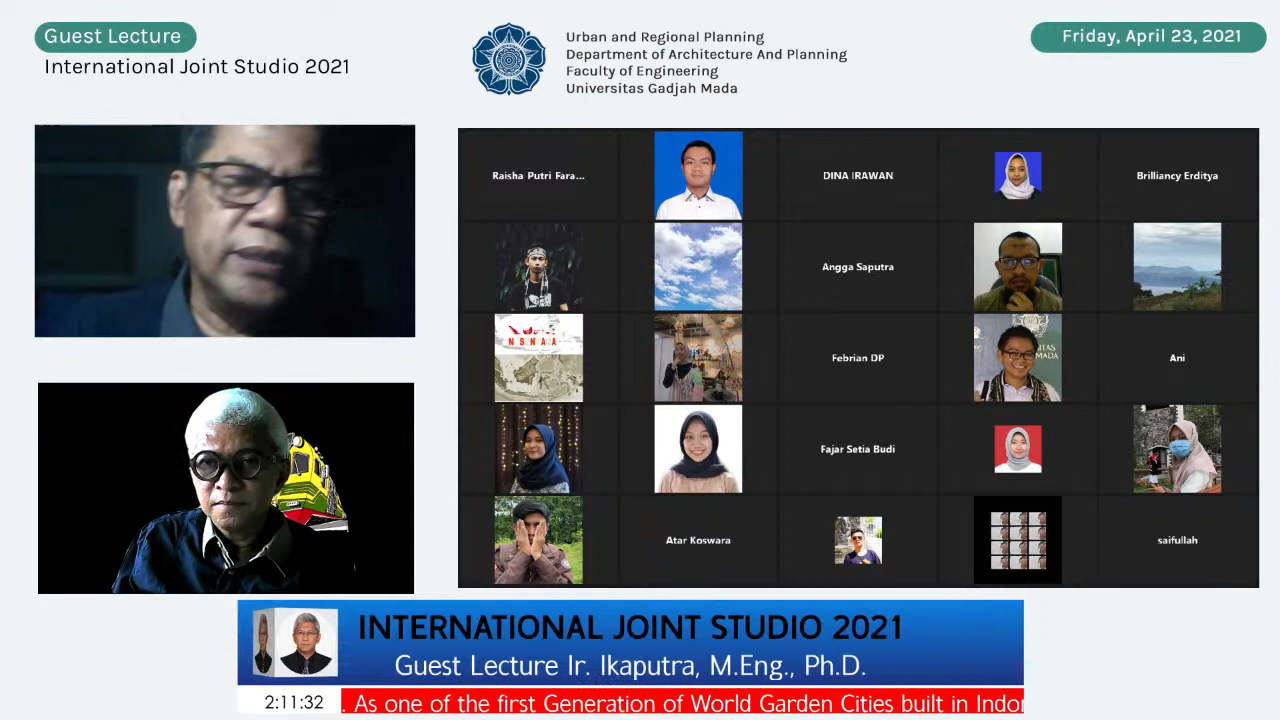 Guest Lecture
International Joint Studio 2021
Urban and Regional Planning
Department of Architecture And Planning
Faculty of Engineering
Universitas Gadjah Mada
Friday, April 23, 2021
Raisha Putri Fara...
DINA IRAWAN
Brilliancy Erditya
Angga Saputra
Febrian DP
Ani
Fajar Setia Budi
Atar Koswara
saifullah
INTERNATIONAL JOINT STUDIO 2021
Guest Lecture Ir. Ikaputra, M.Eng., Ph.D.
2:11:32
. As one of the first Generation of World Garden Cities built in Indo